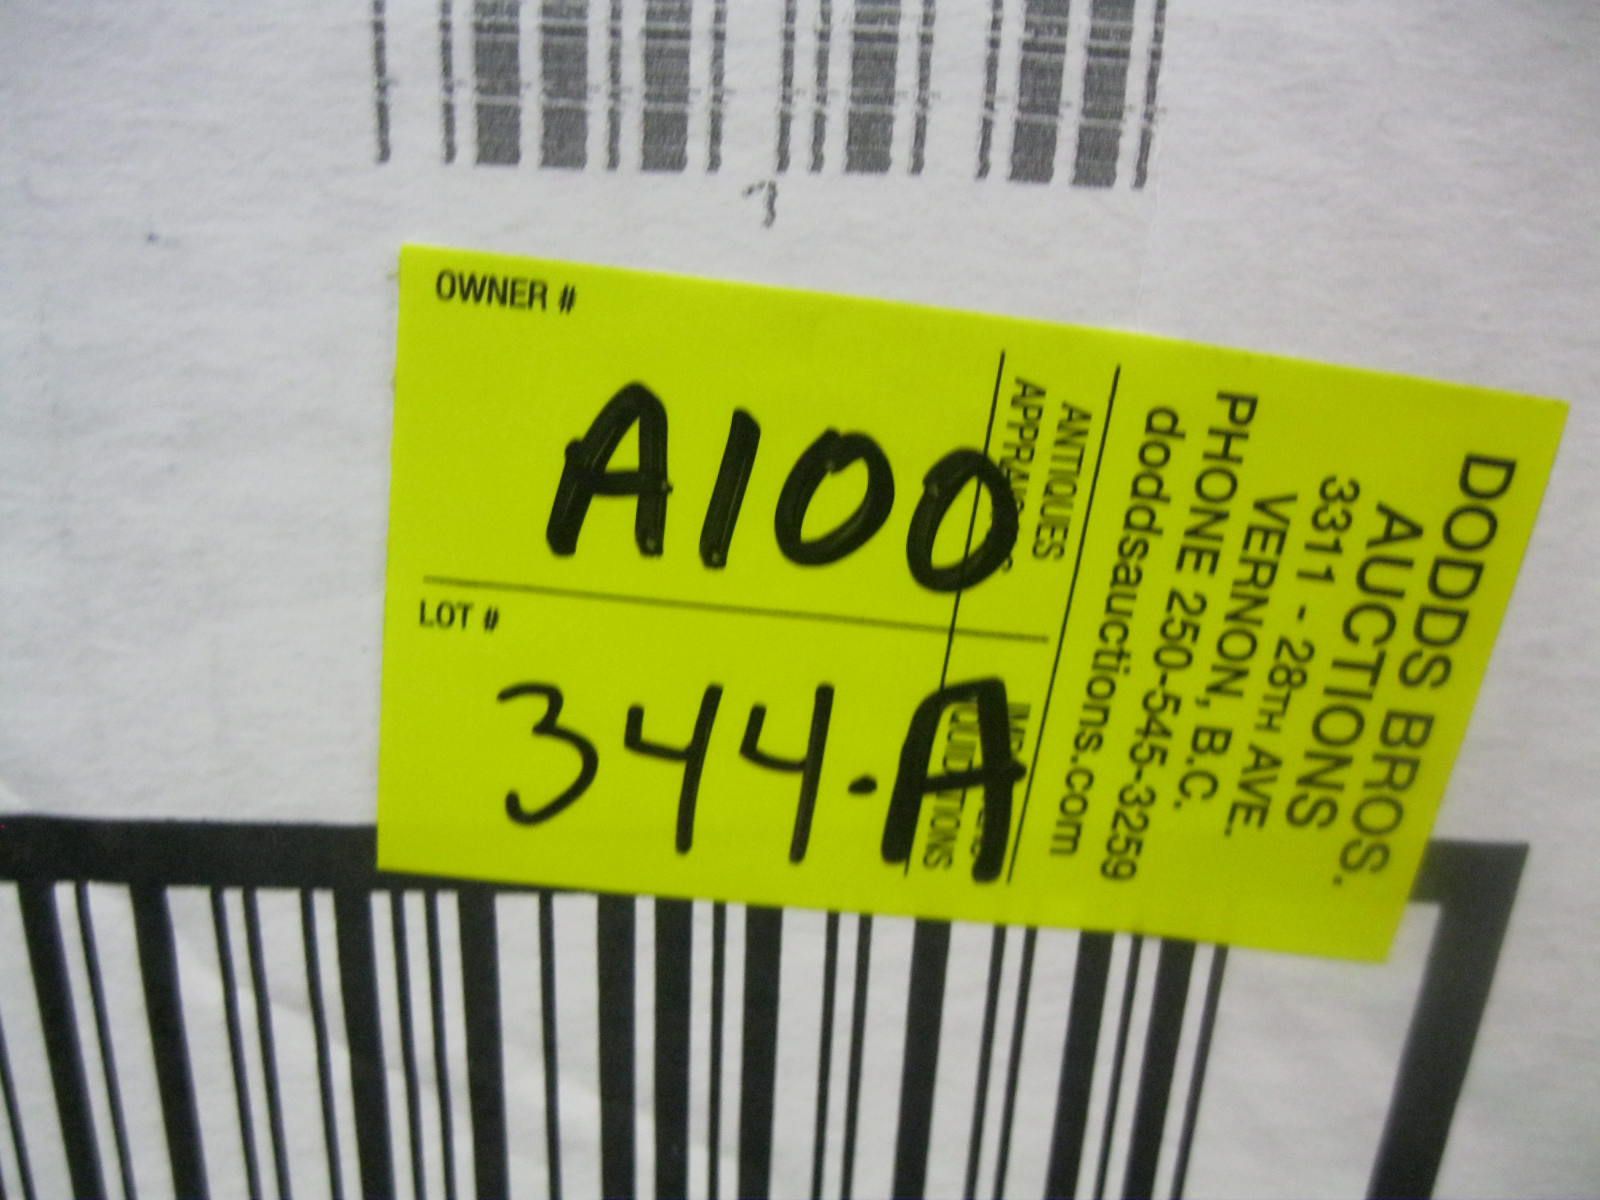 OWNER #
A100
LOT #
344-A
DODDS BROS.
AUCTIONS
3311 - 28TH AVE.
VERNON, B.C.
PHONE 250-545-3259
doddsauctions.com
ANTIQUES